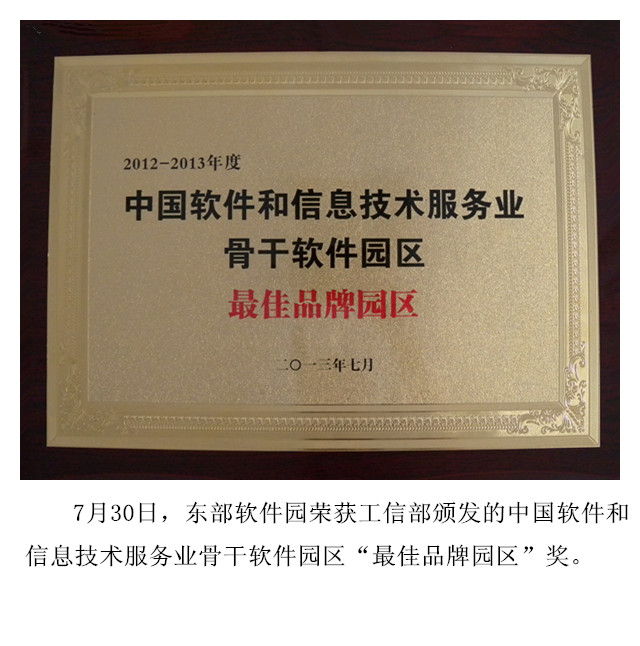 2012-2013年度
中国软件和信息技术服务业
骨干软件园区
最佳品牌园区
二〇一三年七月
7月30日，东部软件园荣获工信部颁发的中国软件和
信息技术服务业骨干软件园区“最佳品牌园区”奖。